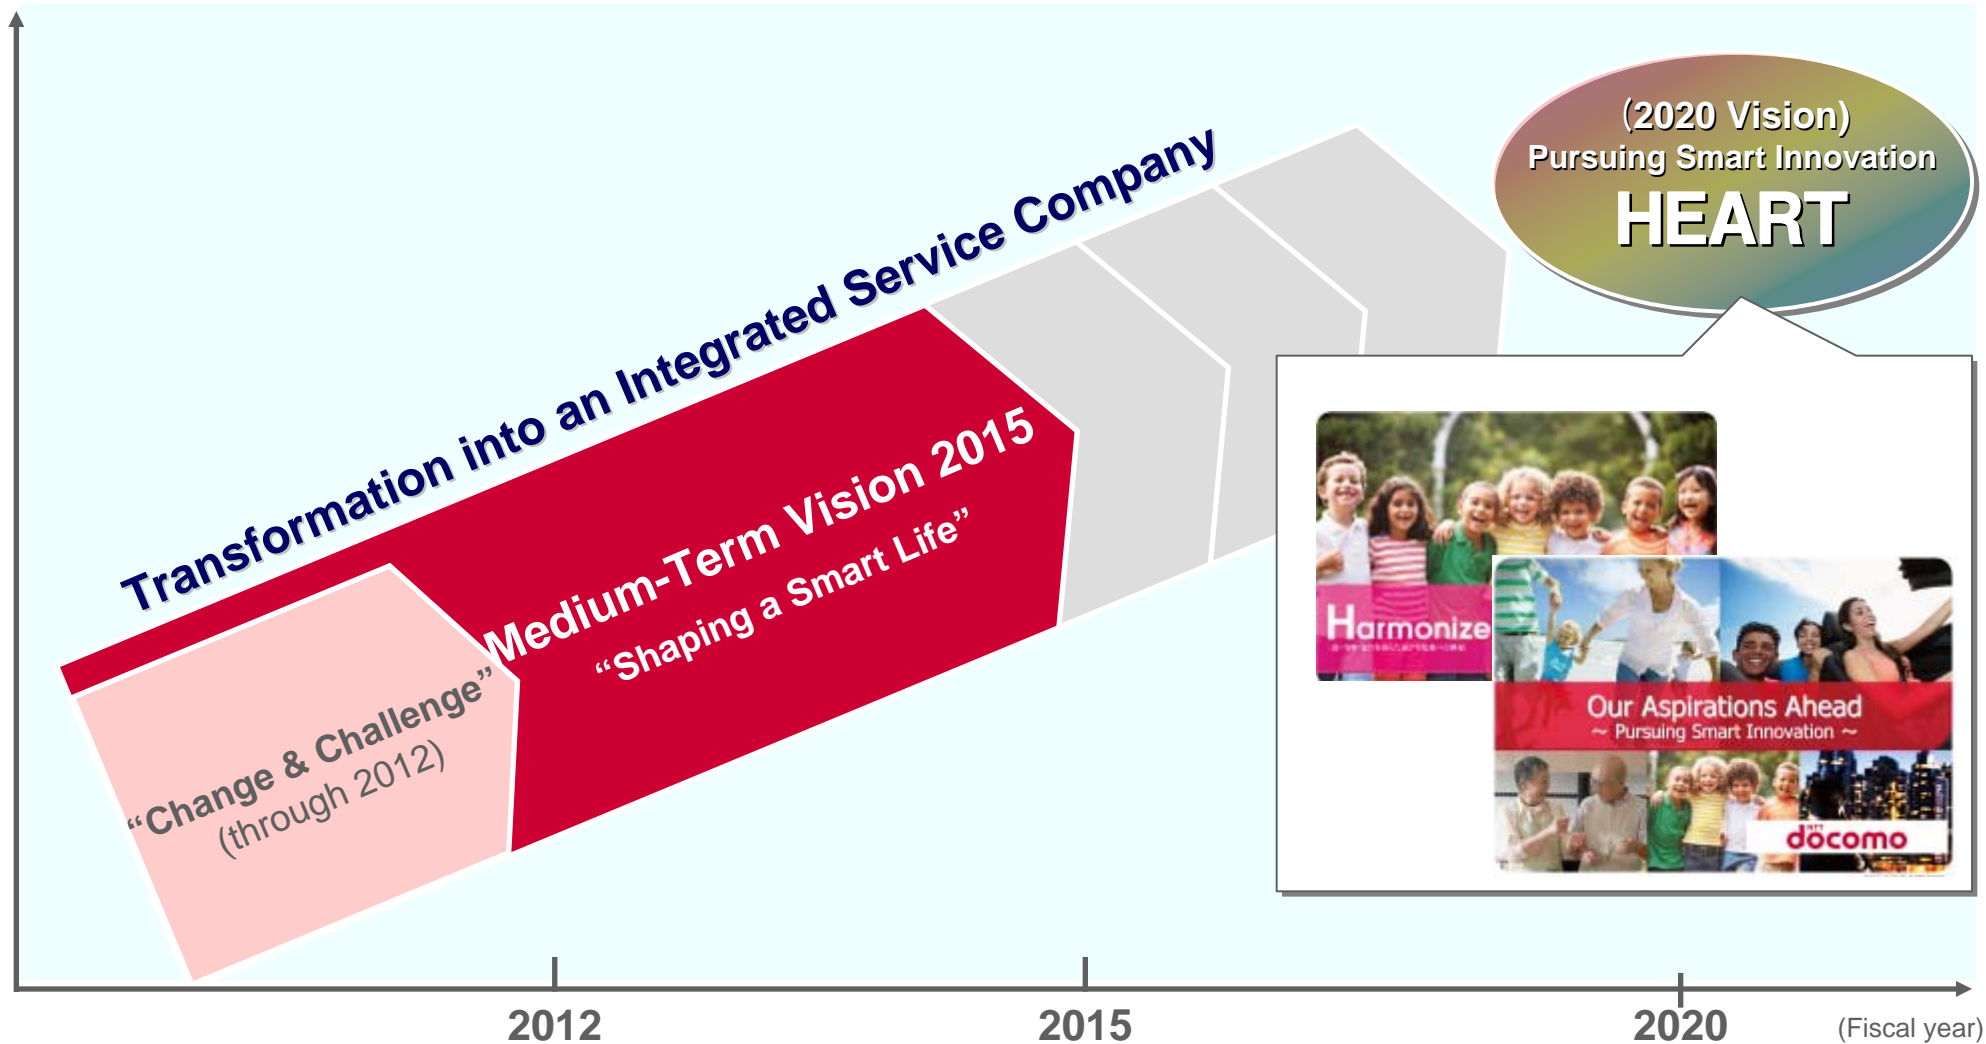 (2020 Vision)
Pursuing Smart Innovation
HEART
Transformation into an Integrated Service Company
Medium-Term Vision 2015
“Shaping a Smart Life”
“Change & Challenge”
(through 2012)
Harmonize
Our Aspirations Ahead
～ Pursuing Smart Innovation ～
NTT
docomo
2012
2015
2020
(Fiscal year)